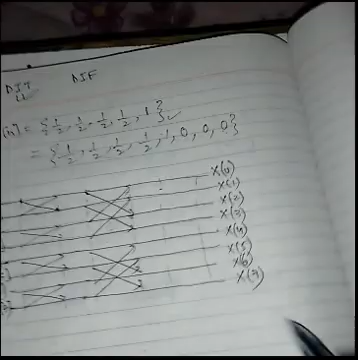 DIT DIF
x[n] = {1/2, 1/2, 1/2, 1/2, 1}
= {1/2, 1/2, 1/2, 1/2, 1, 0, 0, 0}
X(0)
X(1)
X(2)
X(3)
X(4)
X(5)
X(6)
X(7)